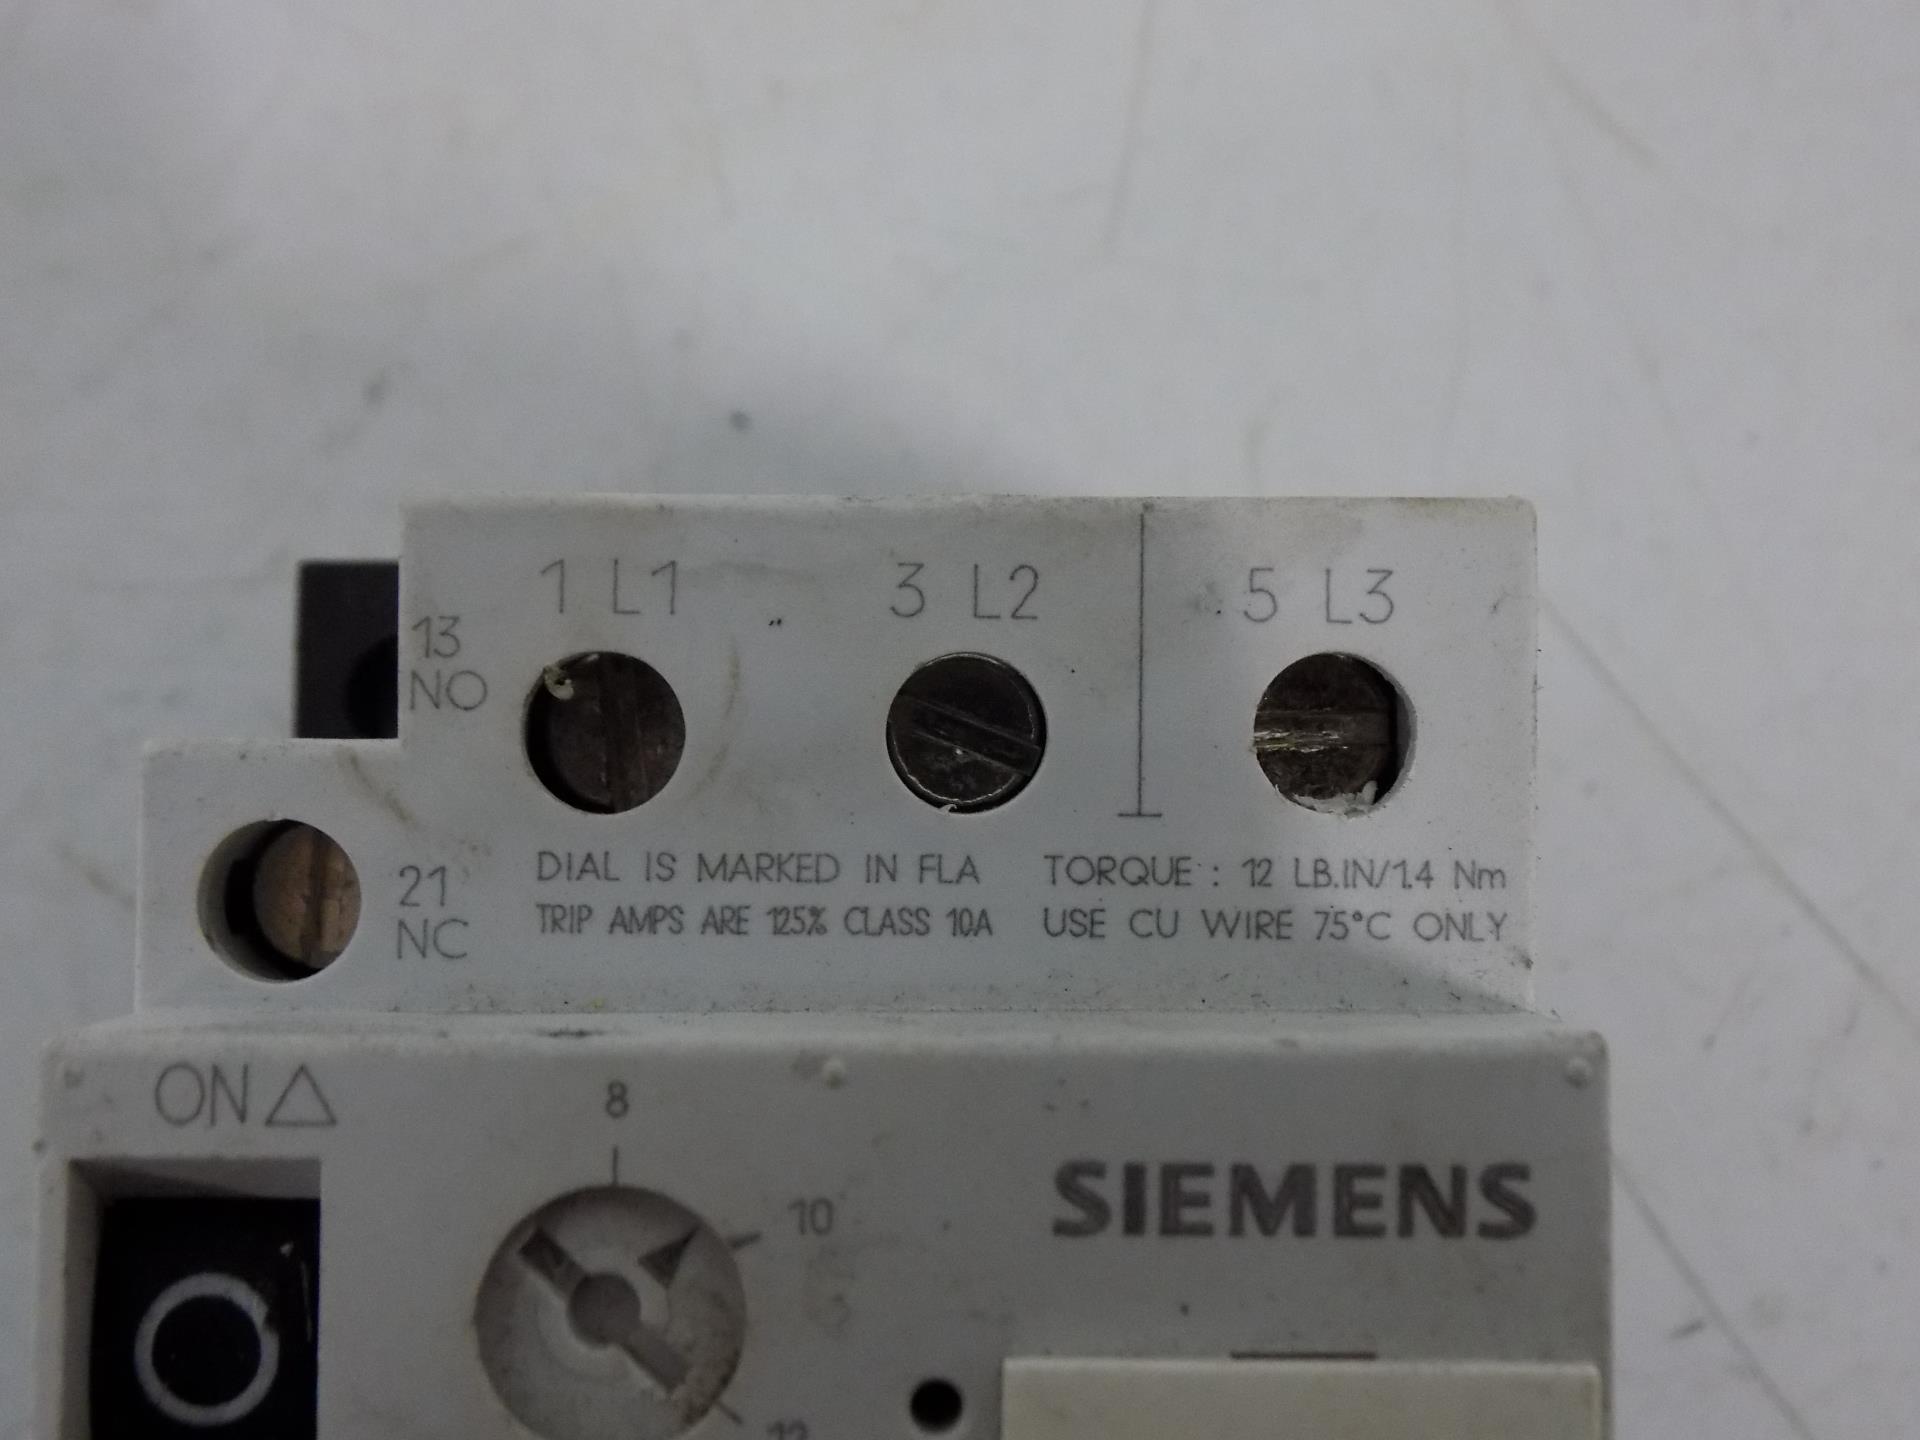 1 L1 3 L2 5 L3
13
NO
21
NC
DIAL IS MARKED IN FLA
TRIP AMPS ARE 125% CLASS 10A
TORQUE : 12 LB.IN/1.4 Nm
USE CU WIRE 75°C ONLY
ON
8
10
12
SIEMENS
O